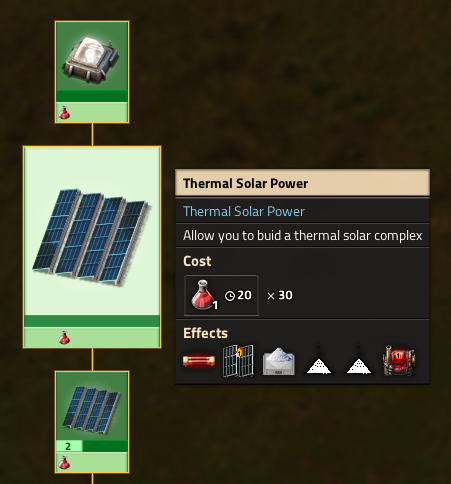 Thermal Solar Power
Thermal Solar Power
Allow you to buid a thermal solar complex
Cost
1 20 × 30
Effects
2